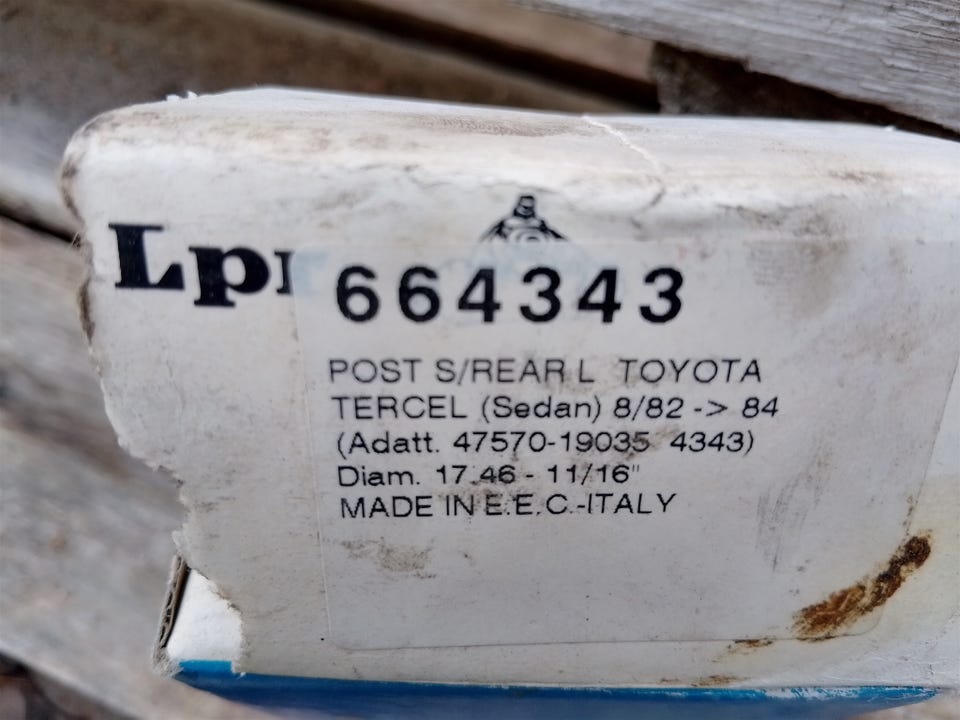 Lpr
664343
POST S/REAR L TOYOTA
TERCEL (Sedan) 8/82 -> 84
(Adatt. 47570-19035 4343)
Diam. 17.46 - 11/16"
MADE IN E.E.C.-ITALY